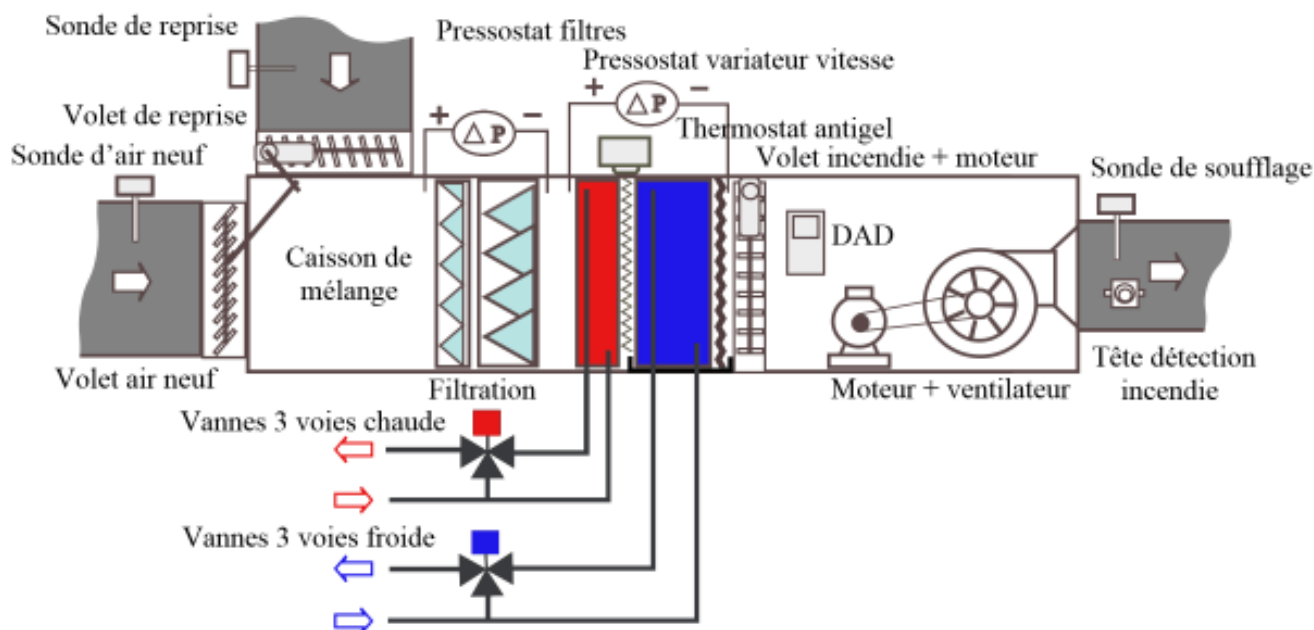 Sonde de reprise
Pressostat filtres
Pressostat variateur vitesse
+
−
+
−
△ P
△ P
Volet de reprise
Thermostat antigel
Sonde d'air neuf
Volet incendie + moteur
Sonde de soufflage
DAD
Caisson de
mélange
Volet air neuf
Filtration
Moteur + ventilateur
Tête détection
incendie
Vannes 3 voies chaude
Vannes 3 voies froide